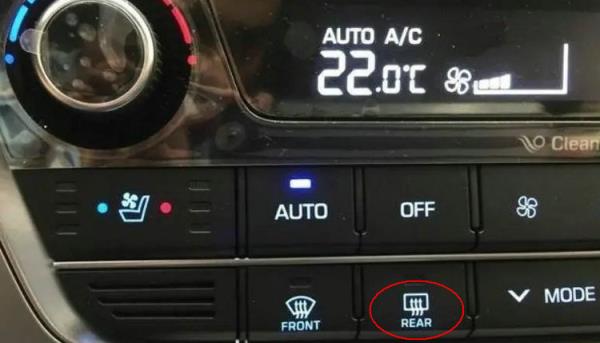 AUTO A/C
22.0°C
Clean
AUTO
OFF
FRONT
REAR
MODE